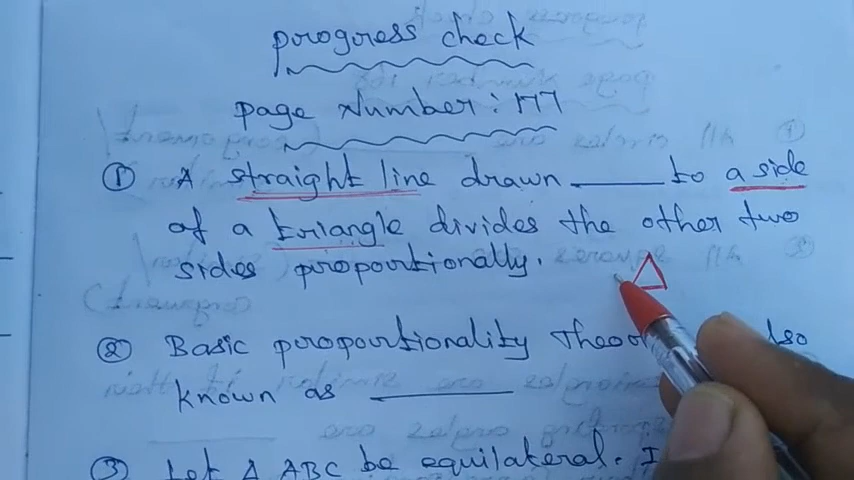 progress check
page Number: 177
① A straight line drawn ______ to a side
of a triangle divides the other two
sides proportionally.
② Basic proportionality
known as ______
③ Let Δ ABC be equilateral.